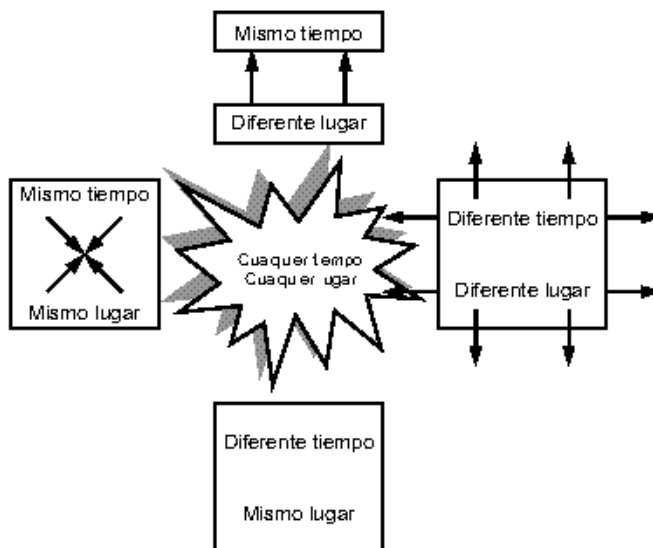 Mismo tiempo
Diferente lugar
Mismo tiempo
Mismo lugar
Cuaquer tempo
Cuaquer ugar
Diferente tiempo
Diferente lugar
Diferente tiempo
Mismo lugar